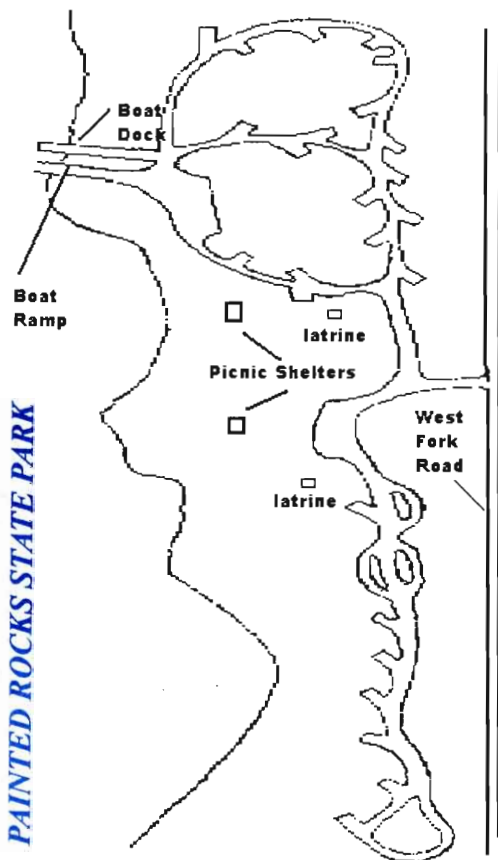 Boat
Dock
Boat
Ramp
latrine
Picnic Shelters
West
Fork
Road
latrine
PAINTED ROCKS STATE PARK